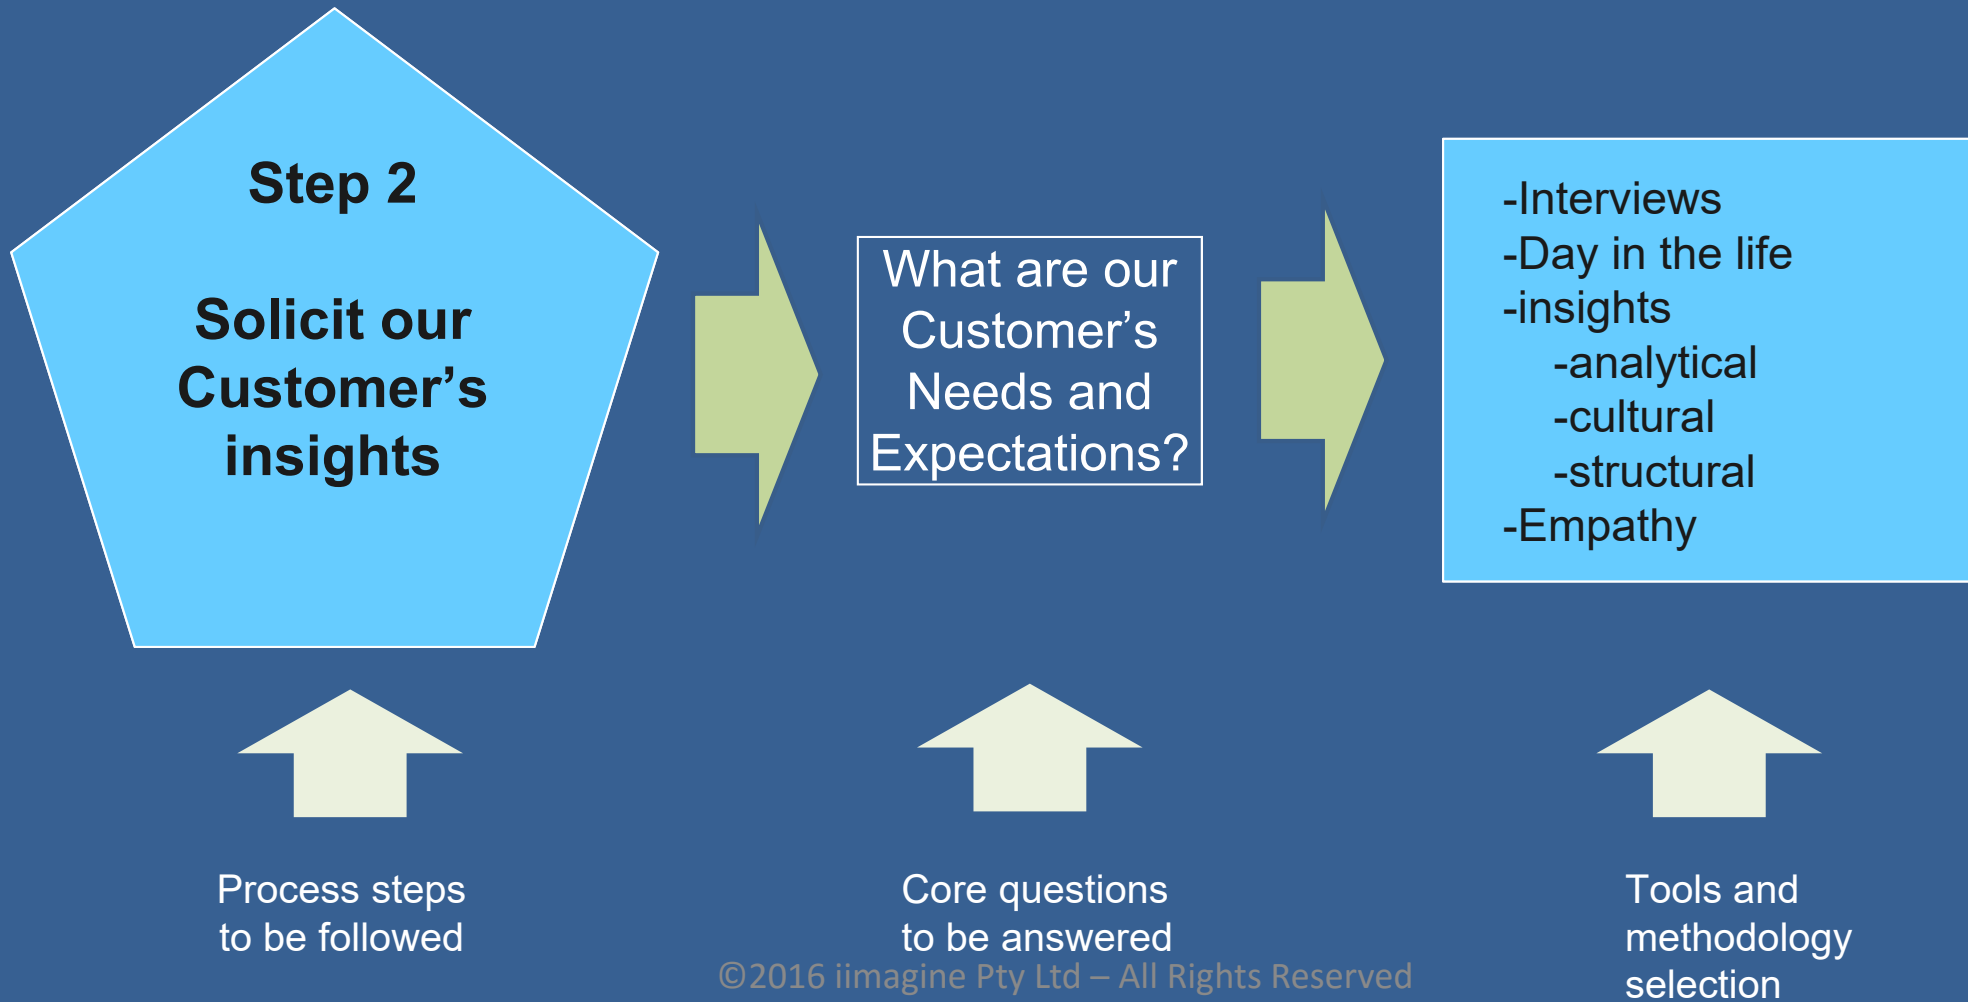 Step 2
Solicit our
Customer’s
insights
What are our
Customer’s
Needs and
Expectations?
-Interviews
-Day in the life
-insights
-analytical
-cultural
-structural
-Empathy
Process steps
to be followed
Core questions
to be answered
Tools and
methodology
selection
©2016 iimagine Pty Ltd – All Rights Reserved